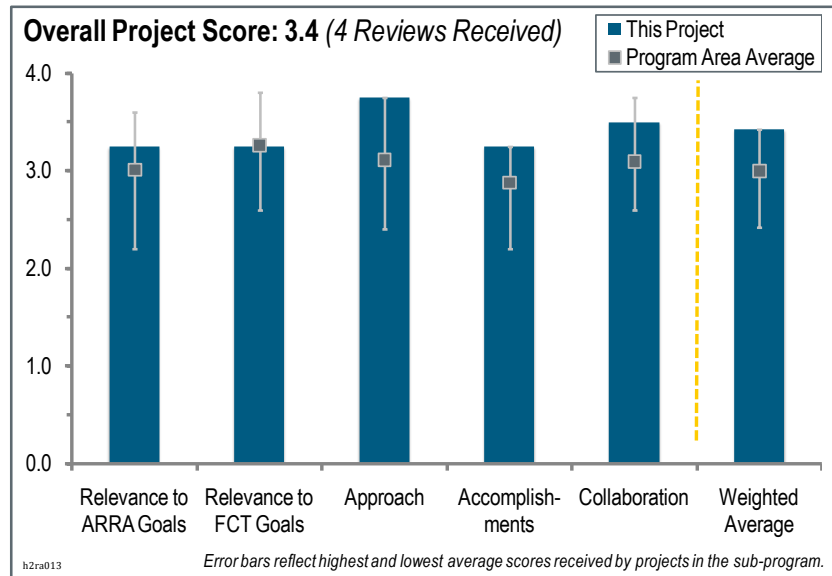 Overall Project Score: 3.4 (4 Reviews Received)
This Project
Program Area Average
4.0
3.0
2.0
1.0
0.0
Relevance to
ARRA Goals
Relevance to
FCT Goals
Approach
Accomplish-
ments
Collaboration
Weighted
Average
h2ra013
Error bars reflect highest and lowest average scores received by projects in the sub-program.